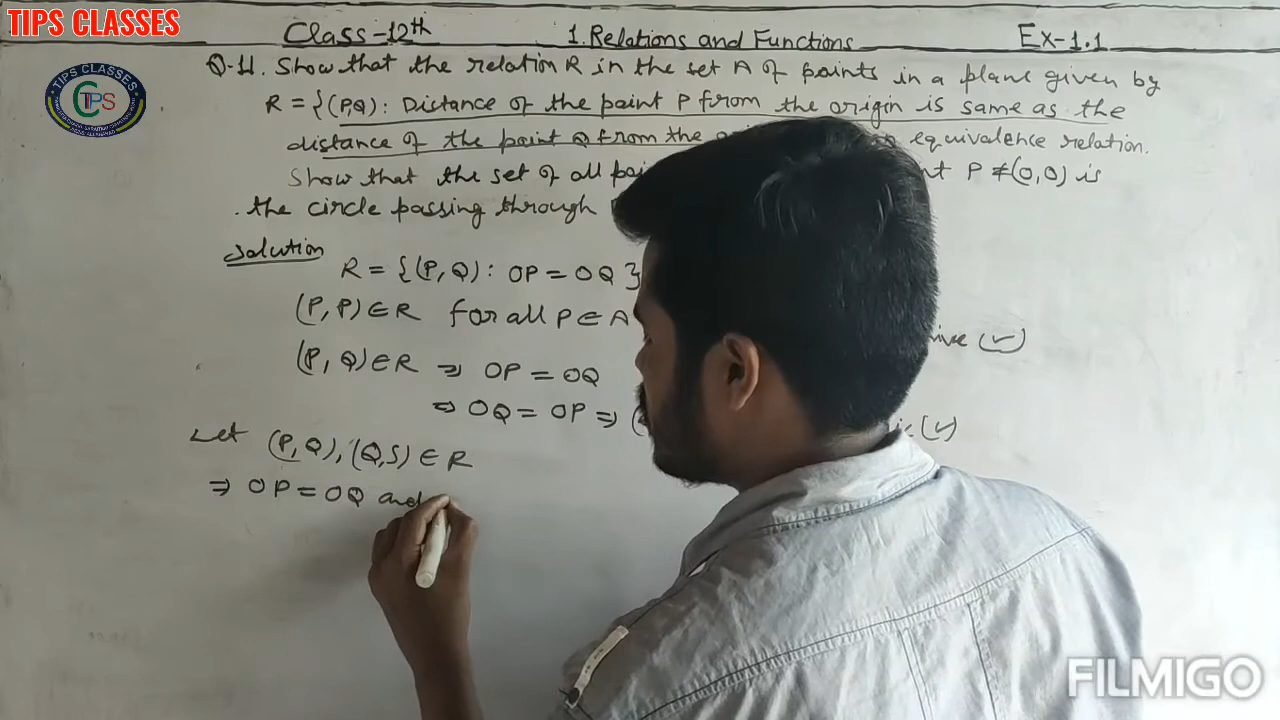 TIPS CLASSES
Class-12th 1. Relations and Functions Ex-1.1
Q-11. Show that the relation R in the set A of points in a plane given by
R = {(P,Q): Distance of the point P from the origin is same as the
distance of the point Q from the equivalence relation.
Show that the set of all P ≠(0,0) is
the circle passing through
Solution
R = {(P,Q): OP = OQ}
(P,P)∈R for all P∈A
(P,Q)∈R ⇒ OP = OQ
⇒ OQ = OP ⇒ (
Let (P,Q),(Q,S)∈R
⇒ OP = OQ and
TIPS CLASSES
TIPS
FILMIGO